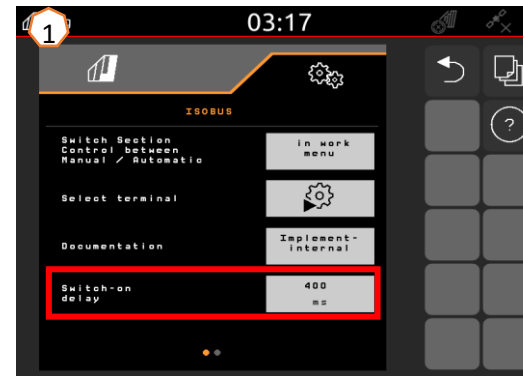 1
03:17
ISOBUS
Switch Section
Control between
Manual / Automatic
in work
menu
Select terminal
Documentation
Implement-
internal
Switch-on
delay
400
ms
?